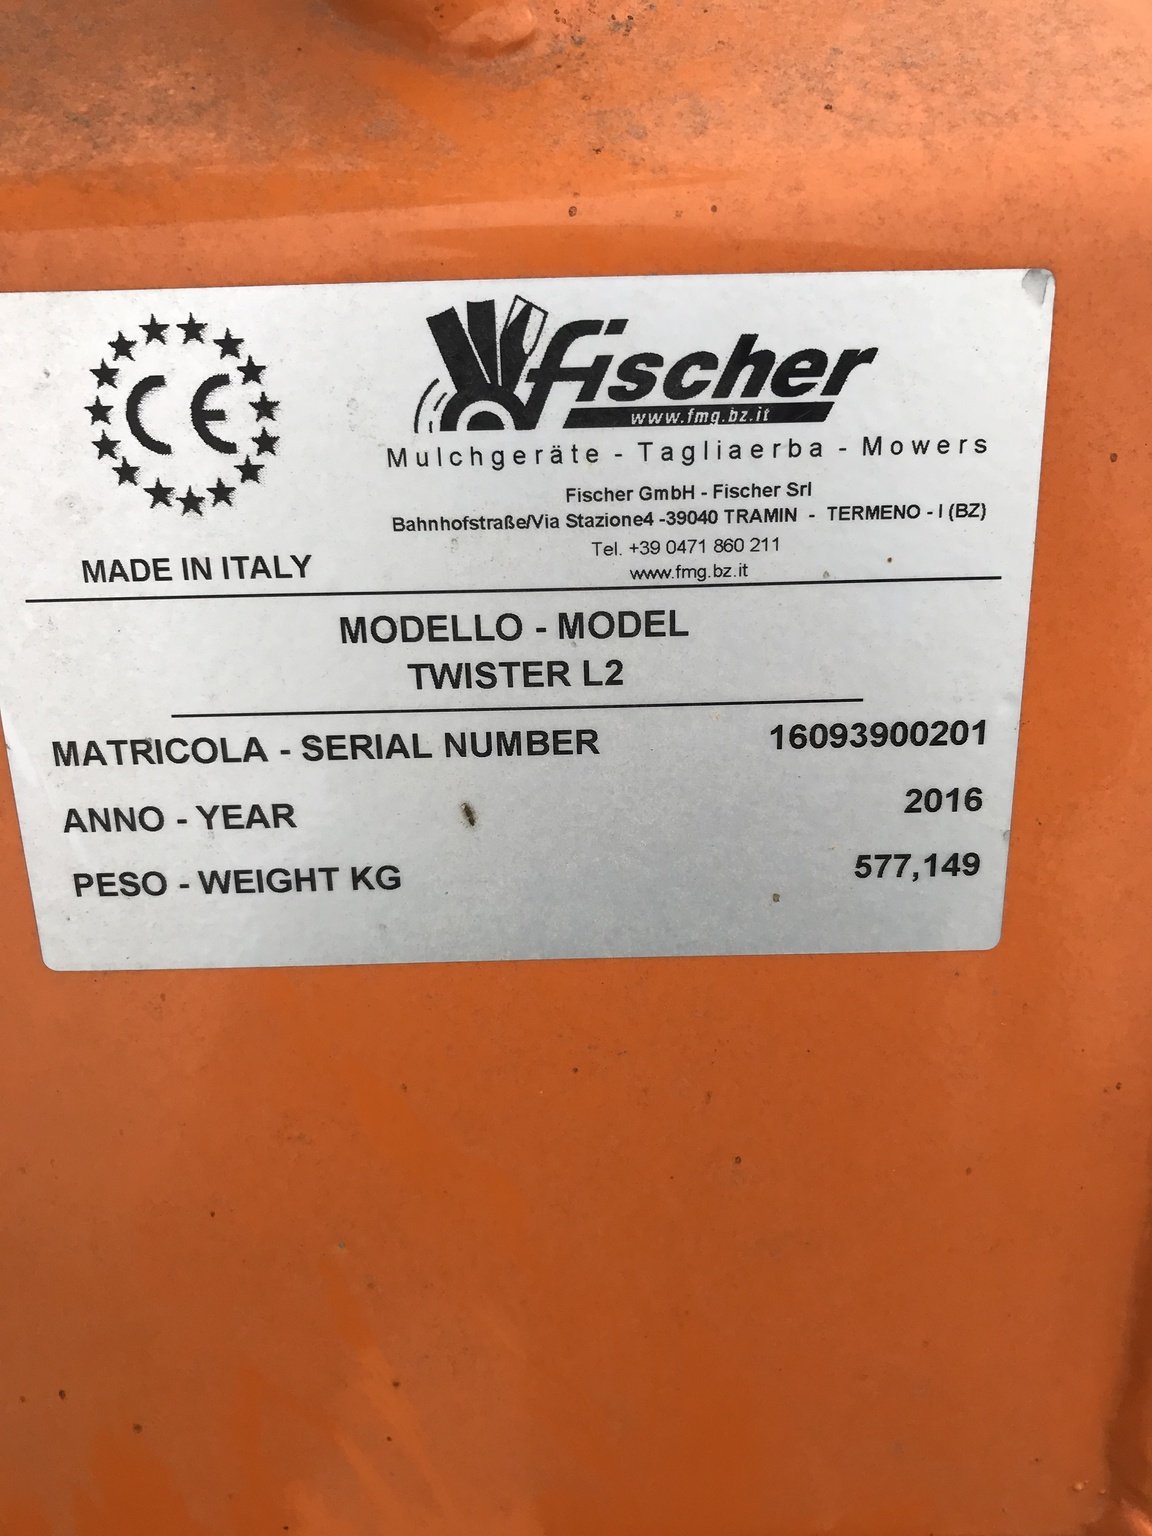 CE
fischer
www.fmg.bz.it
Mulchgeräte - Tagliaerba - Mowers
Fischer GmbH - Fischer Srl
Bahnhofstraße/Via Stazione4 -39040 TRAMIN - TERMENO - I (BZ)
Tel. +39 0471 860 211
www.fmg.bz.it
MADE IN ITALY
MODELLO - MODEL
TWISTER L2
MATRICOLA - SERIAL NUMBER 16093900201
ANNO - YEAR 2016
PESO - WEIGHT KG 577,149